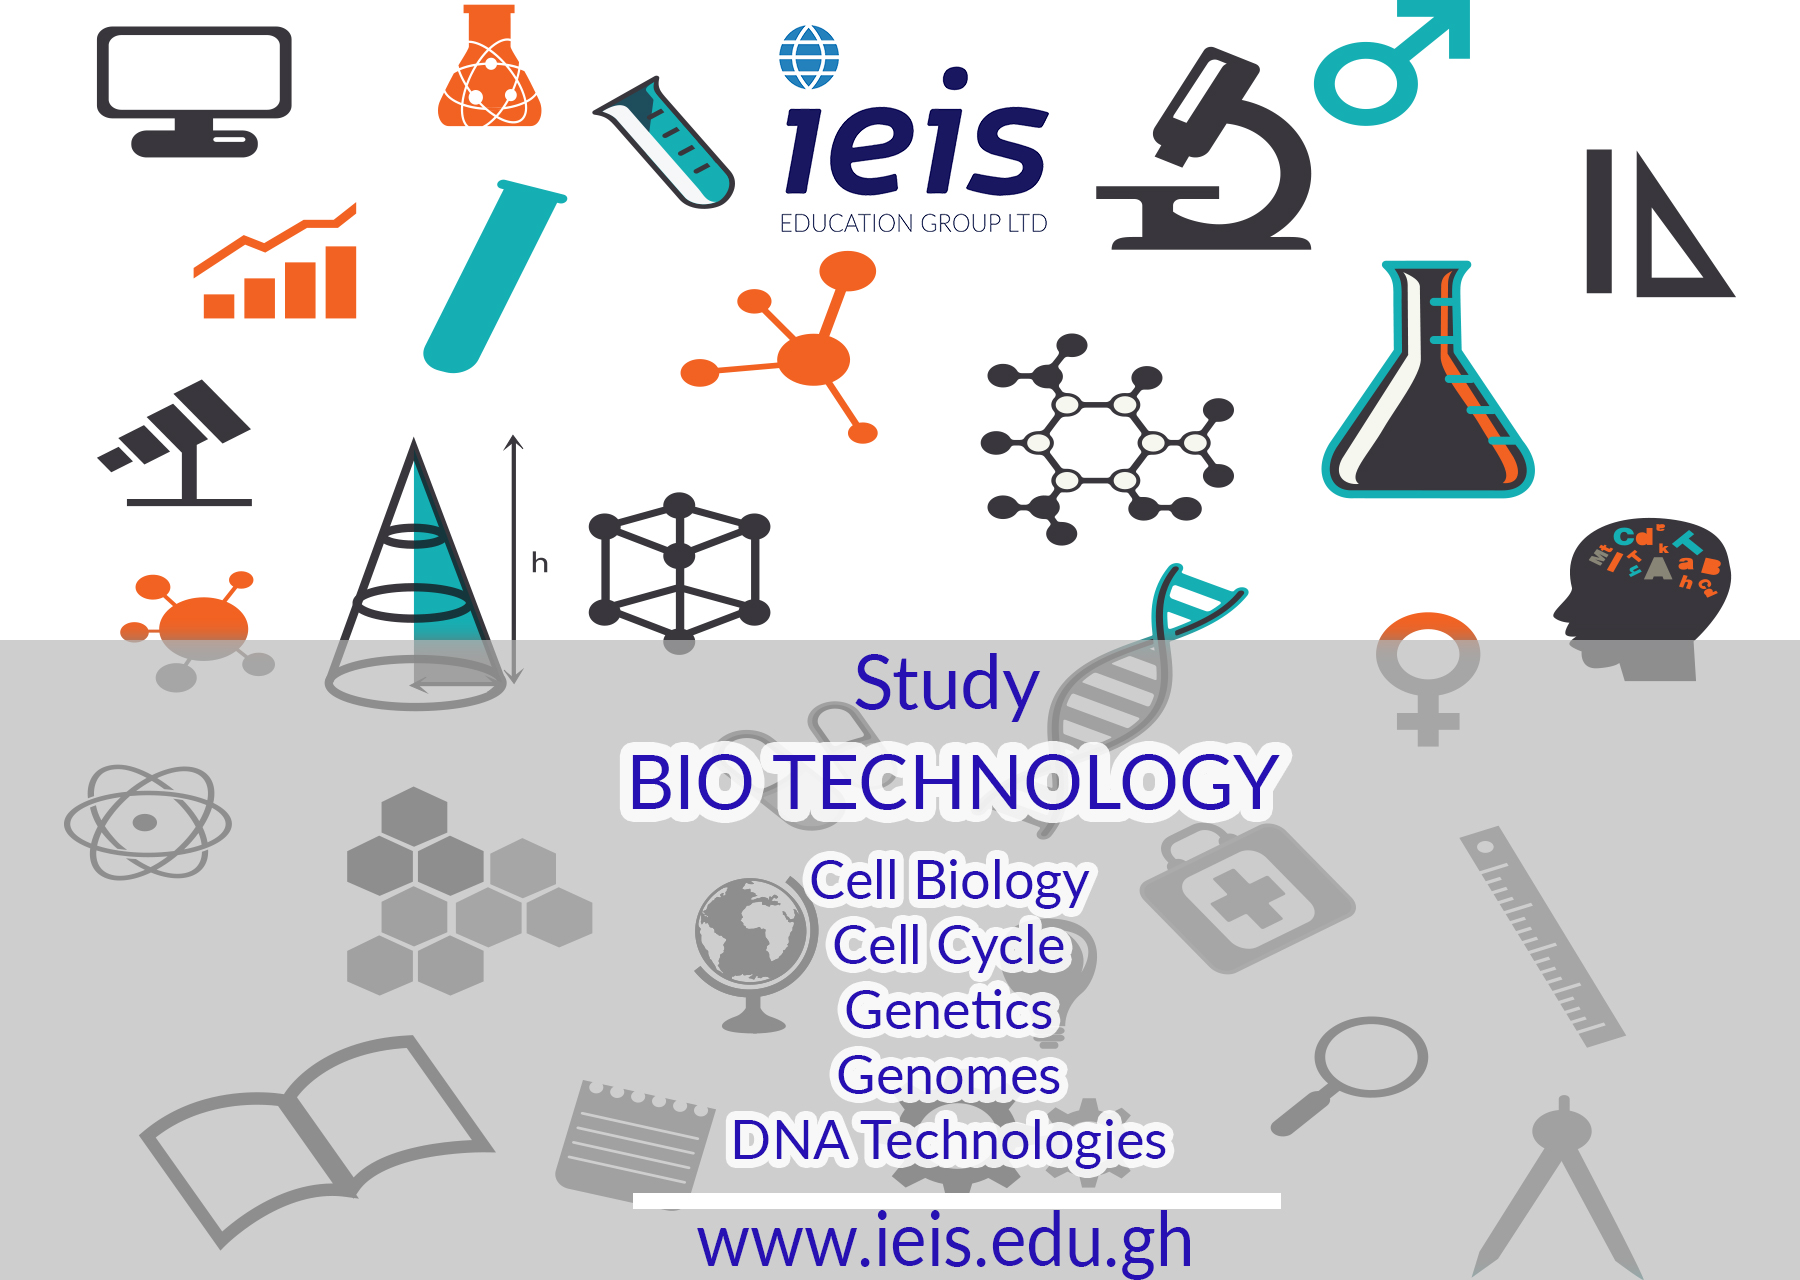 ieis
EDUCATION GROUP LTD
h
M t C d e k T I T h A a B h C d
Study
BIO TECHNOLOGY
Cell Biology
Cell Cycle
Genetics
Genomes
DNA Technologies
www.ieis.edu.gh